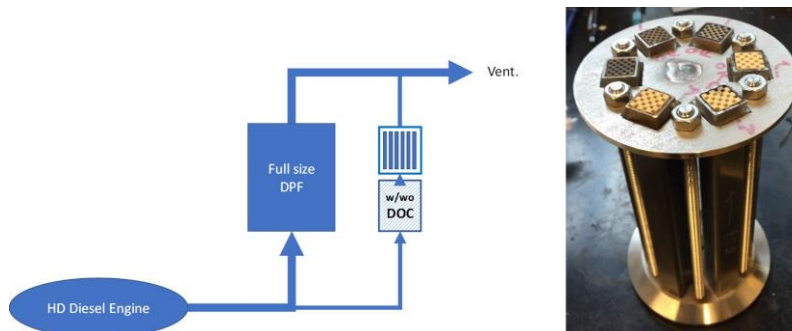 Vent.
Full size
DPF
w/wo
DOC
HD Diesel Engine